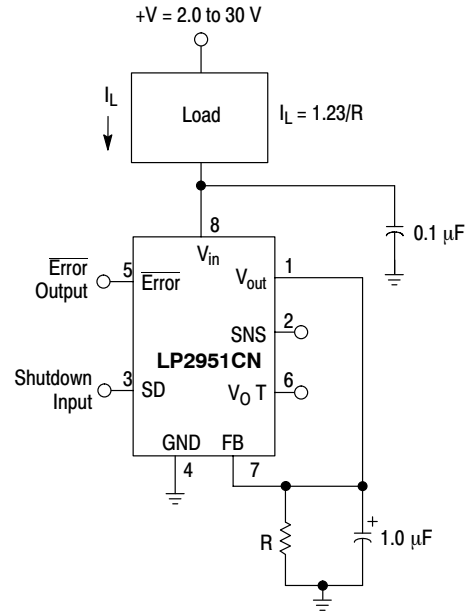 +V = 2.0 to 30 V
I_L
Load
I_L = 1.23/R
0.1 μF
8
V_in
Error
Output
5
Error
V_out
1
SNS
2
LP2951CN
Shutdown
Input
3
SD
V_O T
6
GND
FB
4
7
R
+
1.0 μF